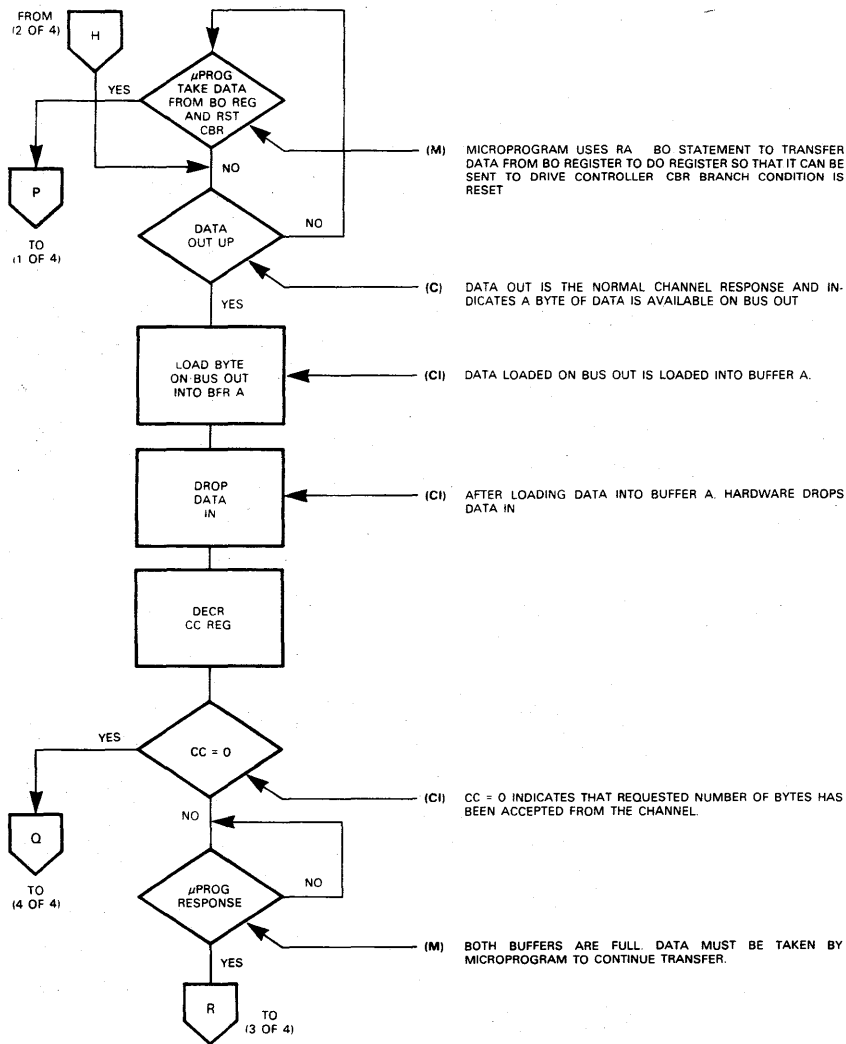 FROM
(2 OF 4)
H
µPROG
TAKE DATA
FROM BO REG
AND RST
CBR
YES
NO
(M) MICROPROGRAM USES RA BO STATEMENT TO TRANSFER
DATA FROM BO REGISTER TO DO REGISTER SO THAT IT CAN BE
SENT TO DRIVE CONTROLLER CBR BRANCH CONDITION IS
RESET
P
TO
(1 OF 4)
DATA
OUT UP
NO
YES
(C) DATA OUT IS THE NORMAL CHANNEL RESPONSE AND IN-
DICATES A BYTE OF DATA IS AVAILABLE ON BUS OUT
LOAD BYTE
ON BUS OUT
INTO BFR A
(CI) DATA LOADED ON BUS OUT IS LOADED INTO BUFFER A.
DROP
DATA
IN
(CI) AFTER LOADING DATA INTO BUFFER A. HARDWARE DROPS
DATA IN
DECR
CC REG
CC = 0
YES
NO
(CI) CC = 0 INDICATES THAT REQUESTED NUMBER OF BYTES HAS
BEEN ACCEPTED FROM THE CHANNEL.
Q
TO
(4 OF 4)
µPROG
RESPONSE
NO
YES
(M) BOTH BUFFERS ARE FULL. DATA MUST BE TAKEN BY
MICROPROGRAM TO CONTINUE TRANSFER.
R
TO
(3 OF 4)